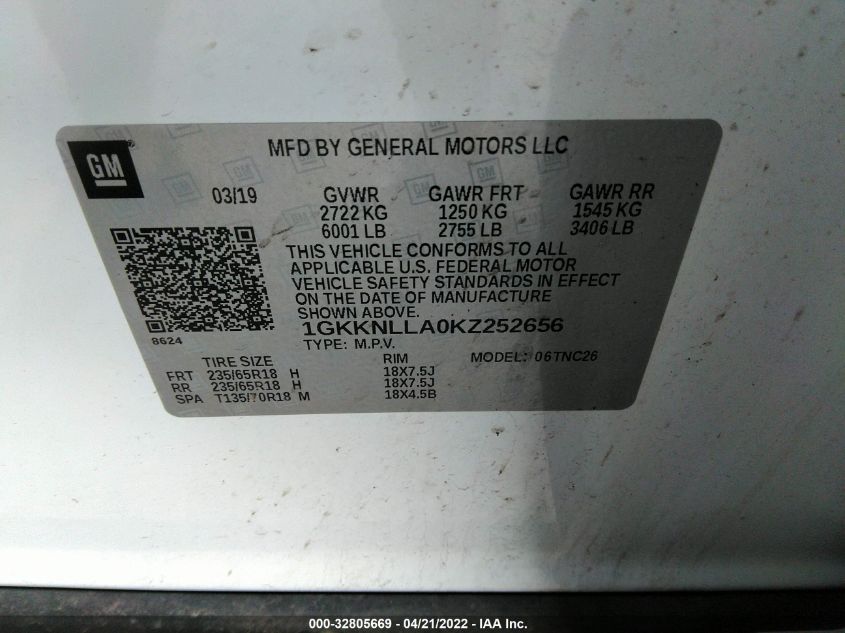 GM
MFD BY GENERAL MOTORS LLC
03/19 GVWR GAWR FRT GAWR RR
2722 KG 1250 KG 1545 KG
6001 LB 2755 LB 3406 LB
THIS VEHICLE CONFORMS TO ALL
APPLICABLE U.S. FEDERAL MOTOR
VEHICLE SAFETY STANDARDS IN EFFECT
ON THE DATE OF MANUFACTURE
SHOWN ABOVE.
1GKKNLLA0KZ252656
8624
TYPE: M.P.V. MODEL: 06TNC26
TIRE SIZE RIM
FRT 235/65R18 H 18X7.5J
RR 235/65R18 H 18X7.5J
SPA T135/70R18 M 18X4.5B
000-32805669 - 04/21/2022 - IAA Inc.